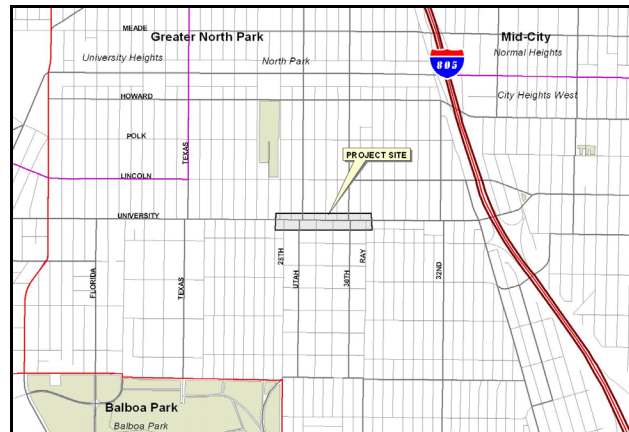 MEADE
Greater North Park
Mid-City
University Heights
North Park
Normal Heights
805
HOWARD
City Heights West
POLK
TEXAS
PROJECT SITE
LINCOLN
UNIVERSITY
28TH
UTAH
30TH
RAY
32ND
FLORIDA
TEXAS
Balboa Park
Balboa Park